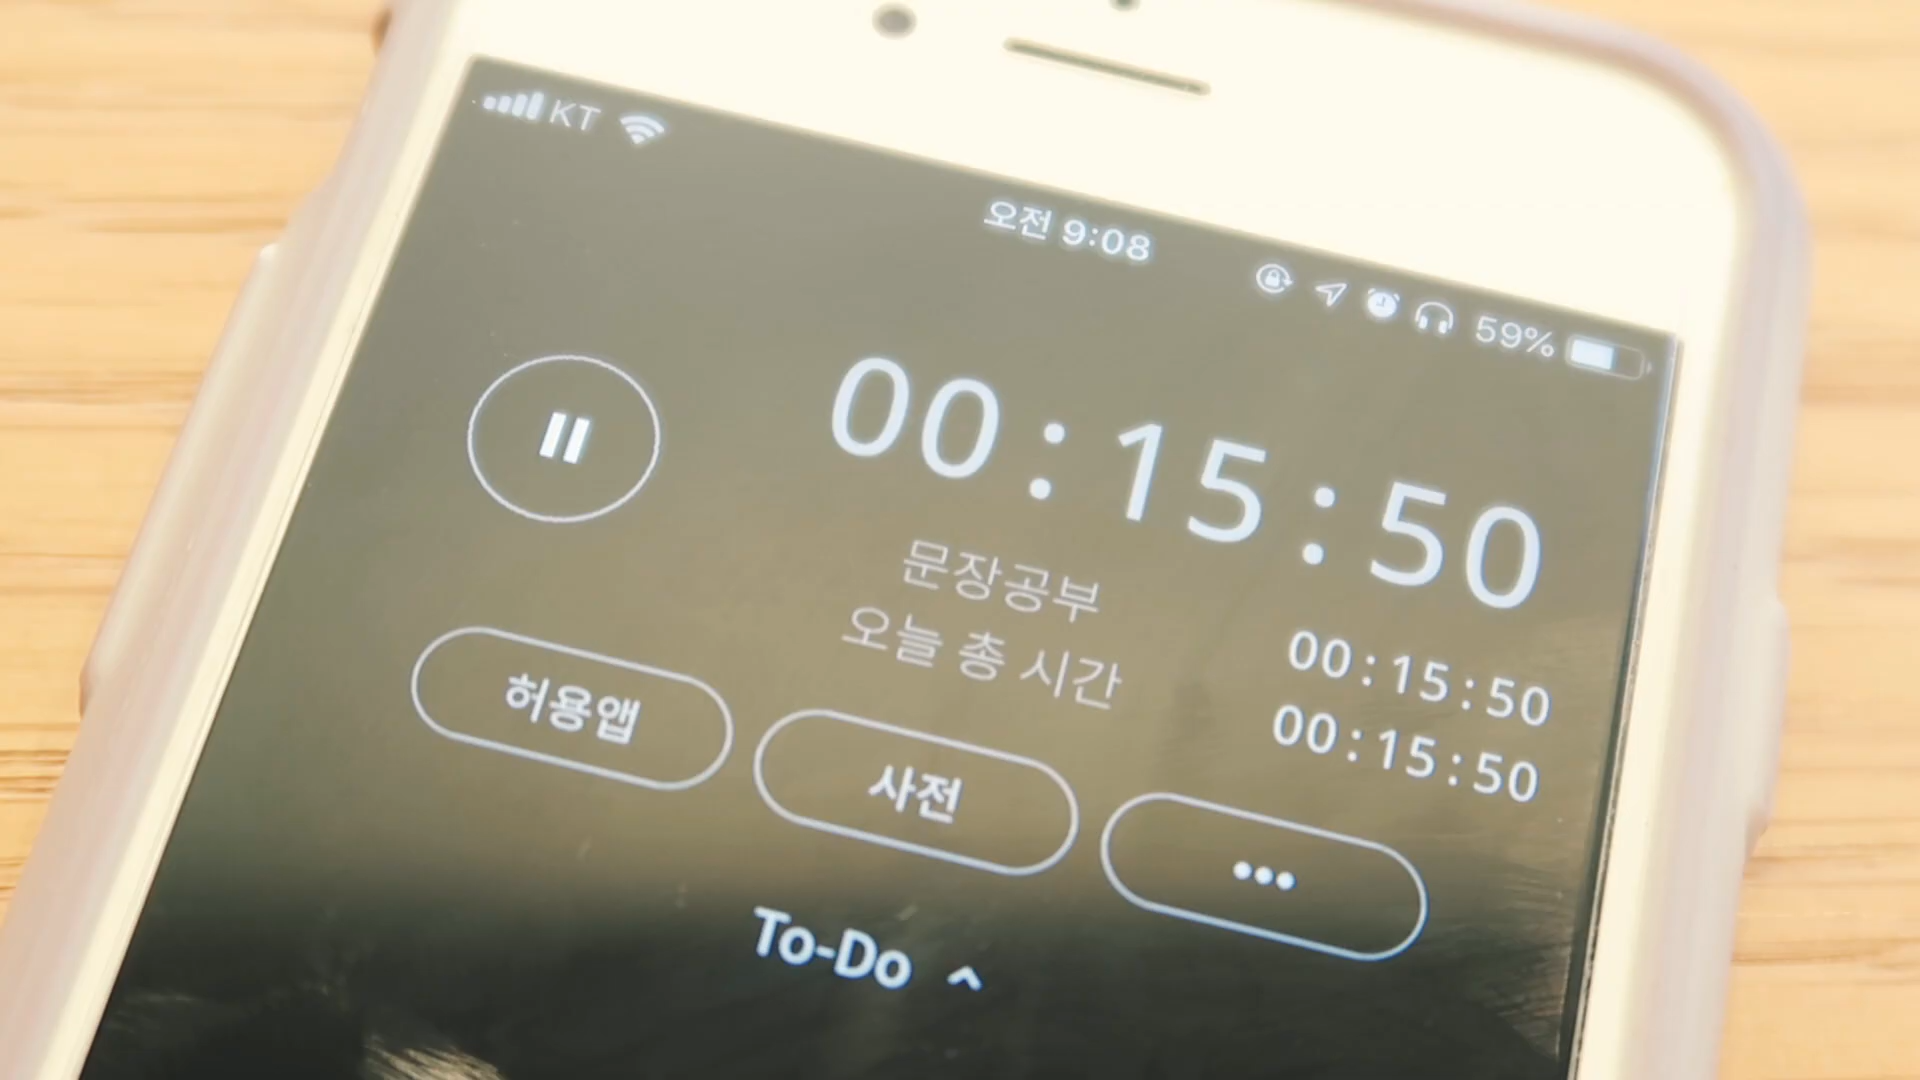 KT
오전 9:08
59%
00:15:50
문장공부 00:15:50
오늘 총 시간 00:15:50
허용앱 사전 •••
To-Do ^